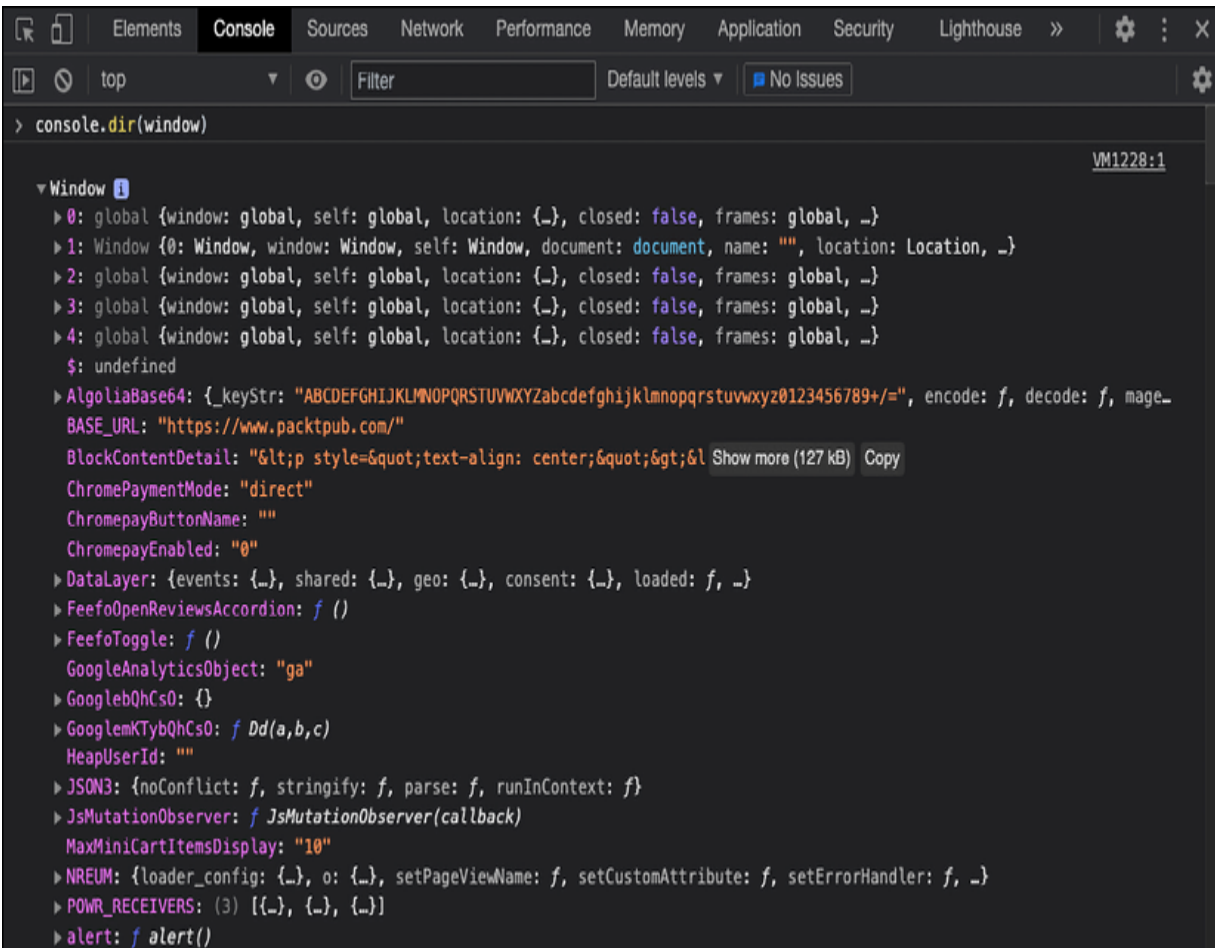 Elements Console Sources Network Performance Memory Application Security Lighthouse »
top Filter Default levels No Issues
> console.dir(window)
VM1228:1
Window i
0: global {window: global, self: global, location: {…}, closed: false, frames: global, …}
1: Window {0: Window, window: Window, self: Window, document: document, name: "", location: Location, …}
2: global {window: global, self: global, location: {…}, closed: false, frames: global, …}
3: global {window: global, self: global, location: {…}, closed: false, frames: global, …}
4: global {window: global, self: global, location: {…}, closed: false, frames: global, …}
$: undefined
AlgoliaBase64: {_keyStr: "ABCDEFGHIJKLMNOPQRSTUVWXYZabcdefghijklmnopqrstuvwxyz0123456789+/=", encode: ƒ, decode: ƒ, mage…
BASE_URL: "https://www.packtpub.com/"
BlockContentDetail: "&lt;p style=&quot;text-align: center;&quot;&gt;&l Show more (127 kB) Copy
ChromePaymentMode: "direct"
ChromepayButtonName: ""
ChromepayEnabled: "0"
DataLayer: {events: {…}, shared: {…}, geo: {…}, consent: {…}, loaded: ƒ, …}
FeefoOpenReviewsAccordion: ƒ ()
FeefoToggle: ƒ ()
GoogleAnalyticsObject: "ga"
GooglebQhCsO: {}
GooglemKTybQhCsO: ƒ Dd(a,b,c)
HeapUserId: ""
JSON3: {noConflict: ƒ, stringify: ƒ, parse: ƒ, runInContext: ƒ}
JsMutationObserver: ƒ JsMutationObserver(callback)
MaxMiniCartItemsDisplay: "10"
NREUM: {loader_config: {…}, o: {…}, setPageViewName: ƒ, setCustomAttribute: ƒ, setErrorHandler: ƒ, …}
POWR_RECEIVERS: (3) [{…}, {…}, {…}]
alert: ƒ alert()